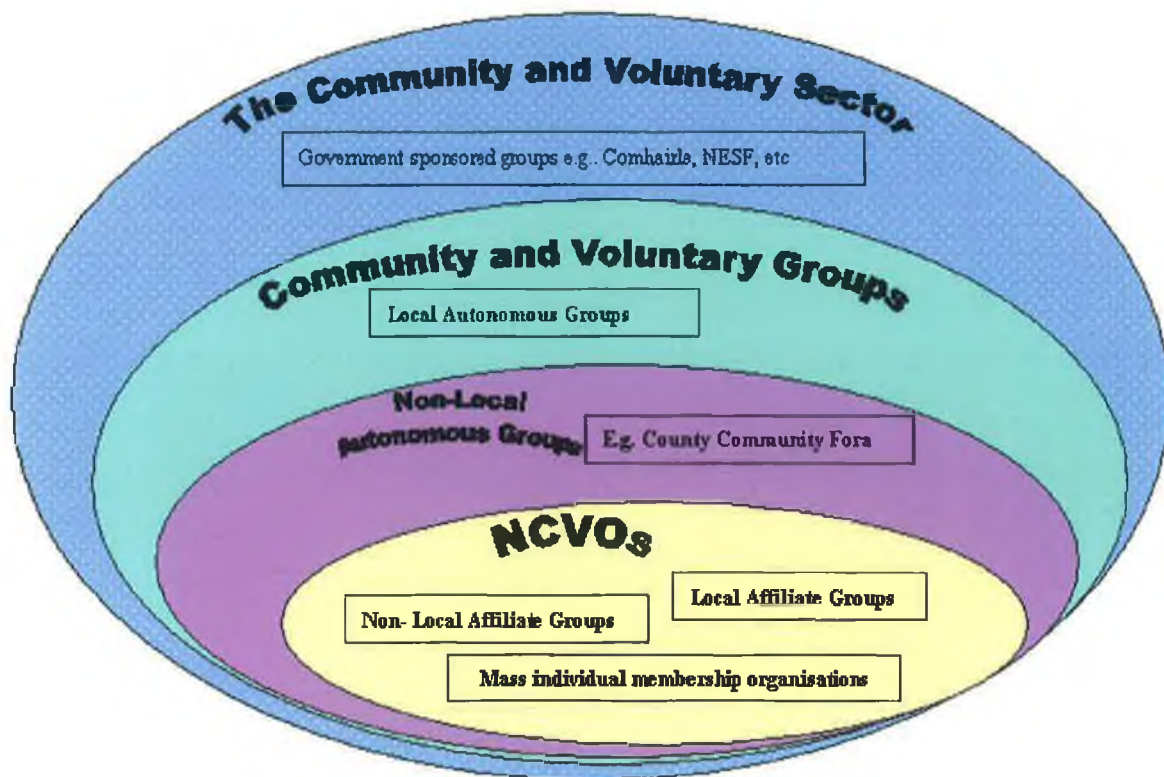 The Community and Voluntary Sector
Government sponsored groups e.g.. Comhairle, NESF, etc
Community and Voluntary Groups
Local Autonomous Groups
Non-Local
autonomous Groups
E.g. County Community Fora
NCVOs
Local Affiliate Groups
Non- Local Affiliate Groups
Mass individual membership organisations